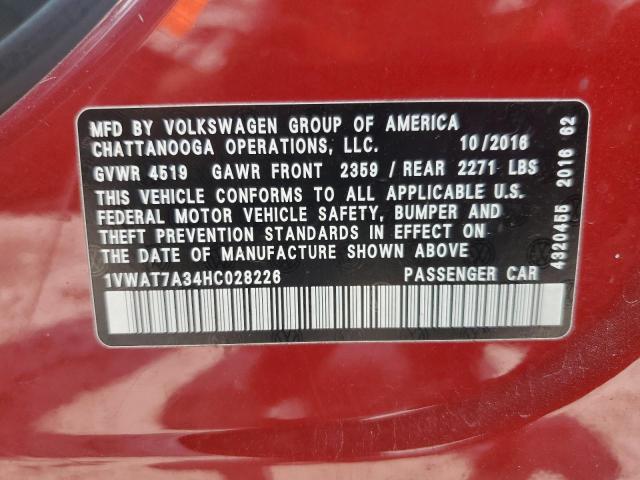 MFD BY VOLKSWAGEN GROUP OF AMERICA
CHATTANOOGA OPERATIONS, LLC. 10/2016
GVWR 4519 GAWR FRONT 2359 / REAR 2271 LBS
THIS VEHICLE CONFORMS TO ALL APPLICABLE U.S.
FEDERAL MOTOR VEHICLE SAFETY, BUMPER AND
THEFT PREVENTION STANDARDS IN EFFECT ON
THE DATE OF MANUFACTURE SHOWN ABOVE.
1VWAT7A34HC028226 PASSENGER CAR
4320455 2016 62